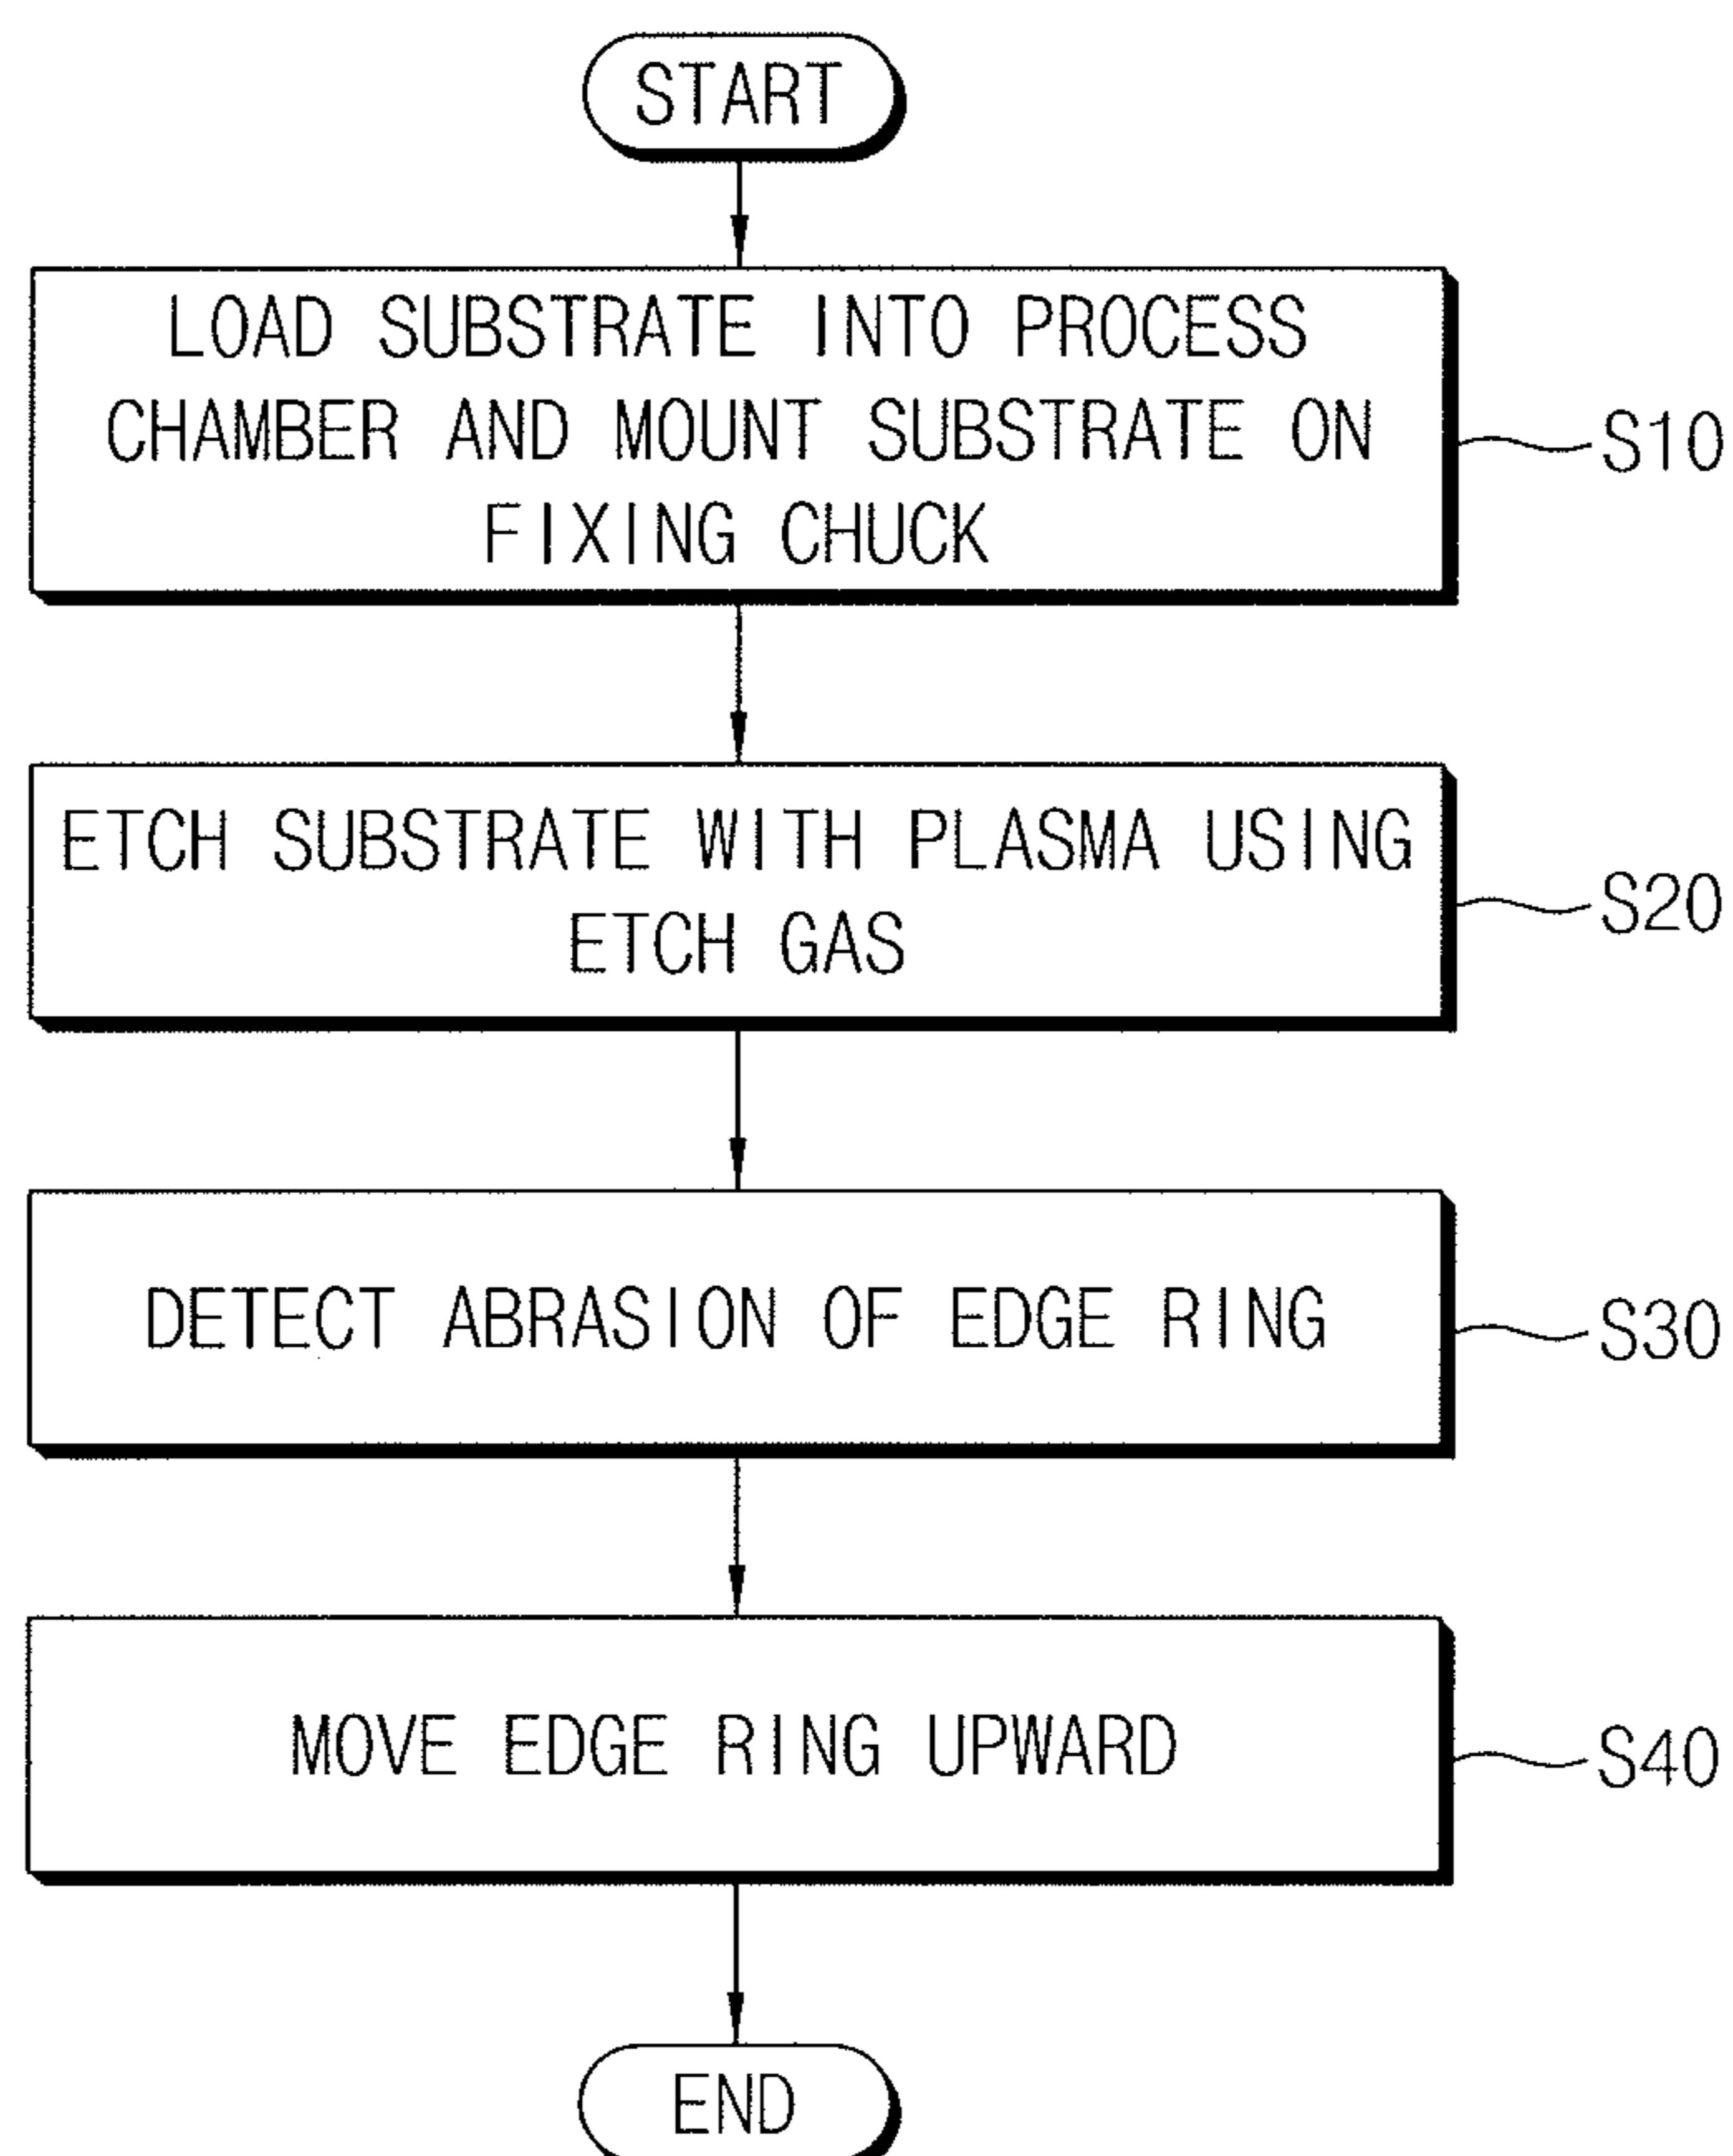 START
LOAD SUBSTRATE INTO PROCESS
CHAMBER AND MOUNT SUBSTRATE ON
FIXING CHUCK
S10
ETCH SUBSTRATE WITH PLASMA USING
ETCH GAS
S20
DETECT ABRASION OF EDGE RING
S30
MOVE EDGE RING UPWARD
S40
END